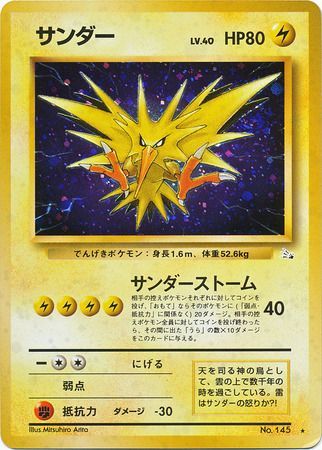 サンダー LV.40 HP80
でんげきポケモン：身長1.6m、体重52.6kg
サンダーストーム
相手の控えポケモンそれぞれに対してコインを
投げ、「おもて」ならそのポケモンに（「弱点・
抵抗力」に関係なく）20ダメージ。相手の控え
ポケモン全員に対してコインを投げ終わった
ら、その間に出た「うら」の数×10ダメージ
をこのカードに与える。
40
にげる
弱点
抵抗力 ダメージ -30
天を司る神の鳥として、
雲の上で数千年の
時を過ごしている。雷
はサンダーの怒りか?!
Illus.Mitsuhiro Arita
No.145